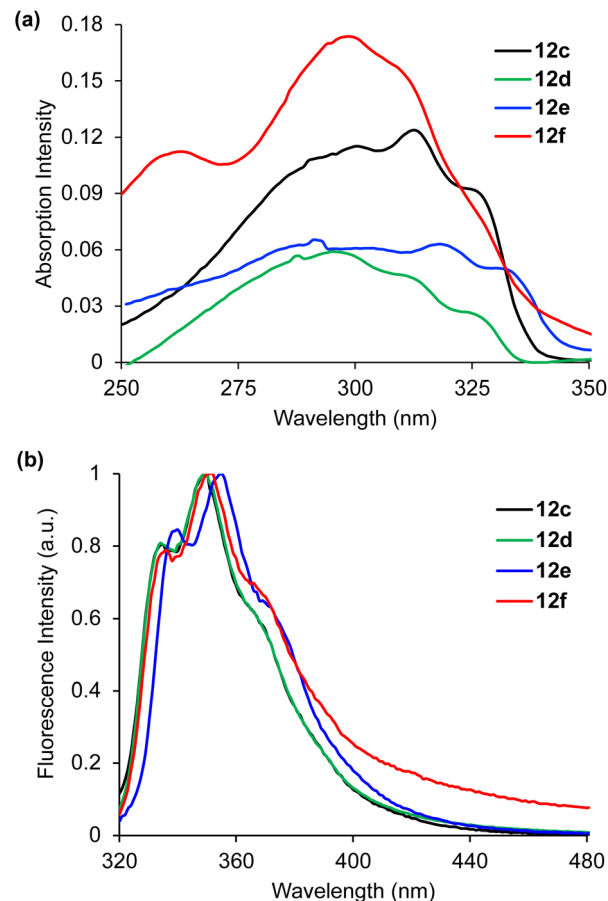 (a)
0.18
0.15
0.12
0.09
0.06
0.03
0
Absorption Intensity
250 275 300 325 350
Wavelength (nm)
12c
12d
12e
12f
(b)
1
0.8
0.6
0.4
0.2
0
Fluorescence Intensity (a.u.)
320 360 400 440 480
Wavelength (nm)
12c
12d
12e
12f